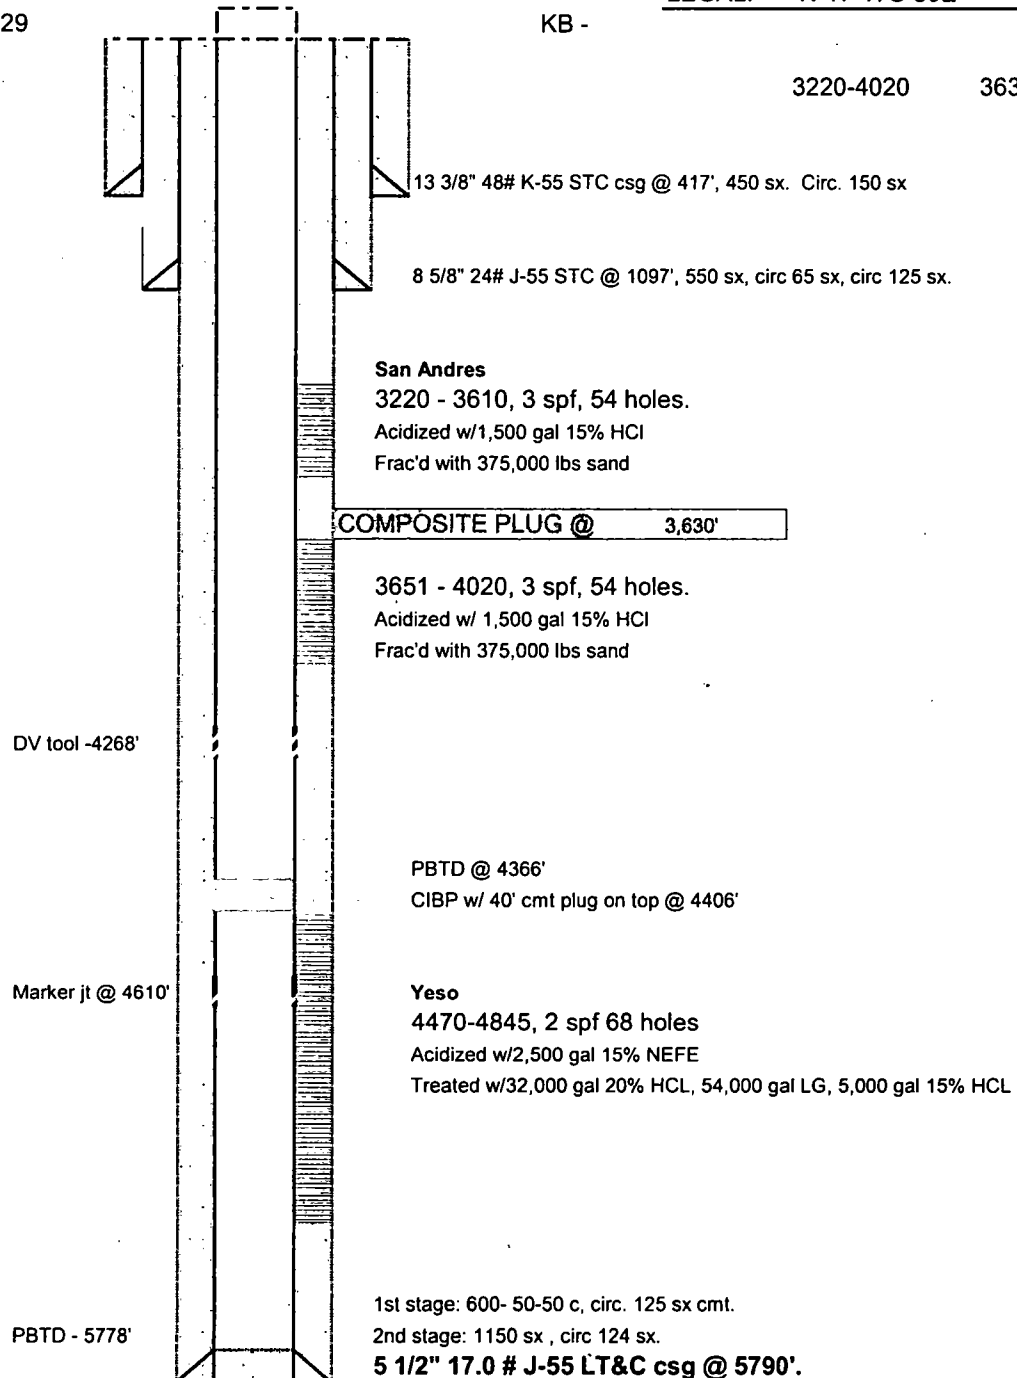 29
KB -
3220-4020 363
13 3/8" 48# K-55 STC csg @ 417', 450 sx. Circ. 150 sx
8 5/8" 24# J-55 STC @ 1097', 550 sx, circ 65 sx, circ 125 sx.
San Andres
3220 - 3610, 3 spf, 54 holes.
Acidized w/1,500 gal 15% HCl
Frac'd with 375,000 lbs sand
COMPOSITE PLUG @ 3,630'
3651 - 4020, 3 spf, 54 holes.
Acidized w/ 1,500 gal 15% HCl
Frac'd with 375,000 lbs sand
DV tool -4268'
PBTD @ 4366'
CIBP w/ 40' cmt plug on top @ 4406'
Marker jt @ 4610'
Yeso
4470-4845, 2 spf 68 holes
Acidized w/2,500 gal 15% NEFE
Treated w/32,000 gal 20% HCL, 54,000 gal LG, 5,000 gal 15% HCL
1st stage: 600- 50-50 c, circ. 125 sx cmt.
2nd stage: 1150 sx , circ 124 sx.
PBTD - 5778'
5 1/2" 17.0 # J-55 LT&C csg @ 5790'.